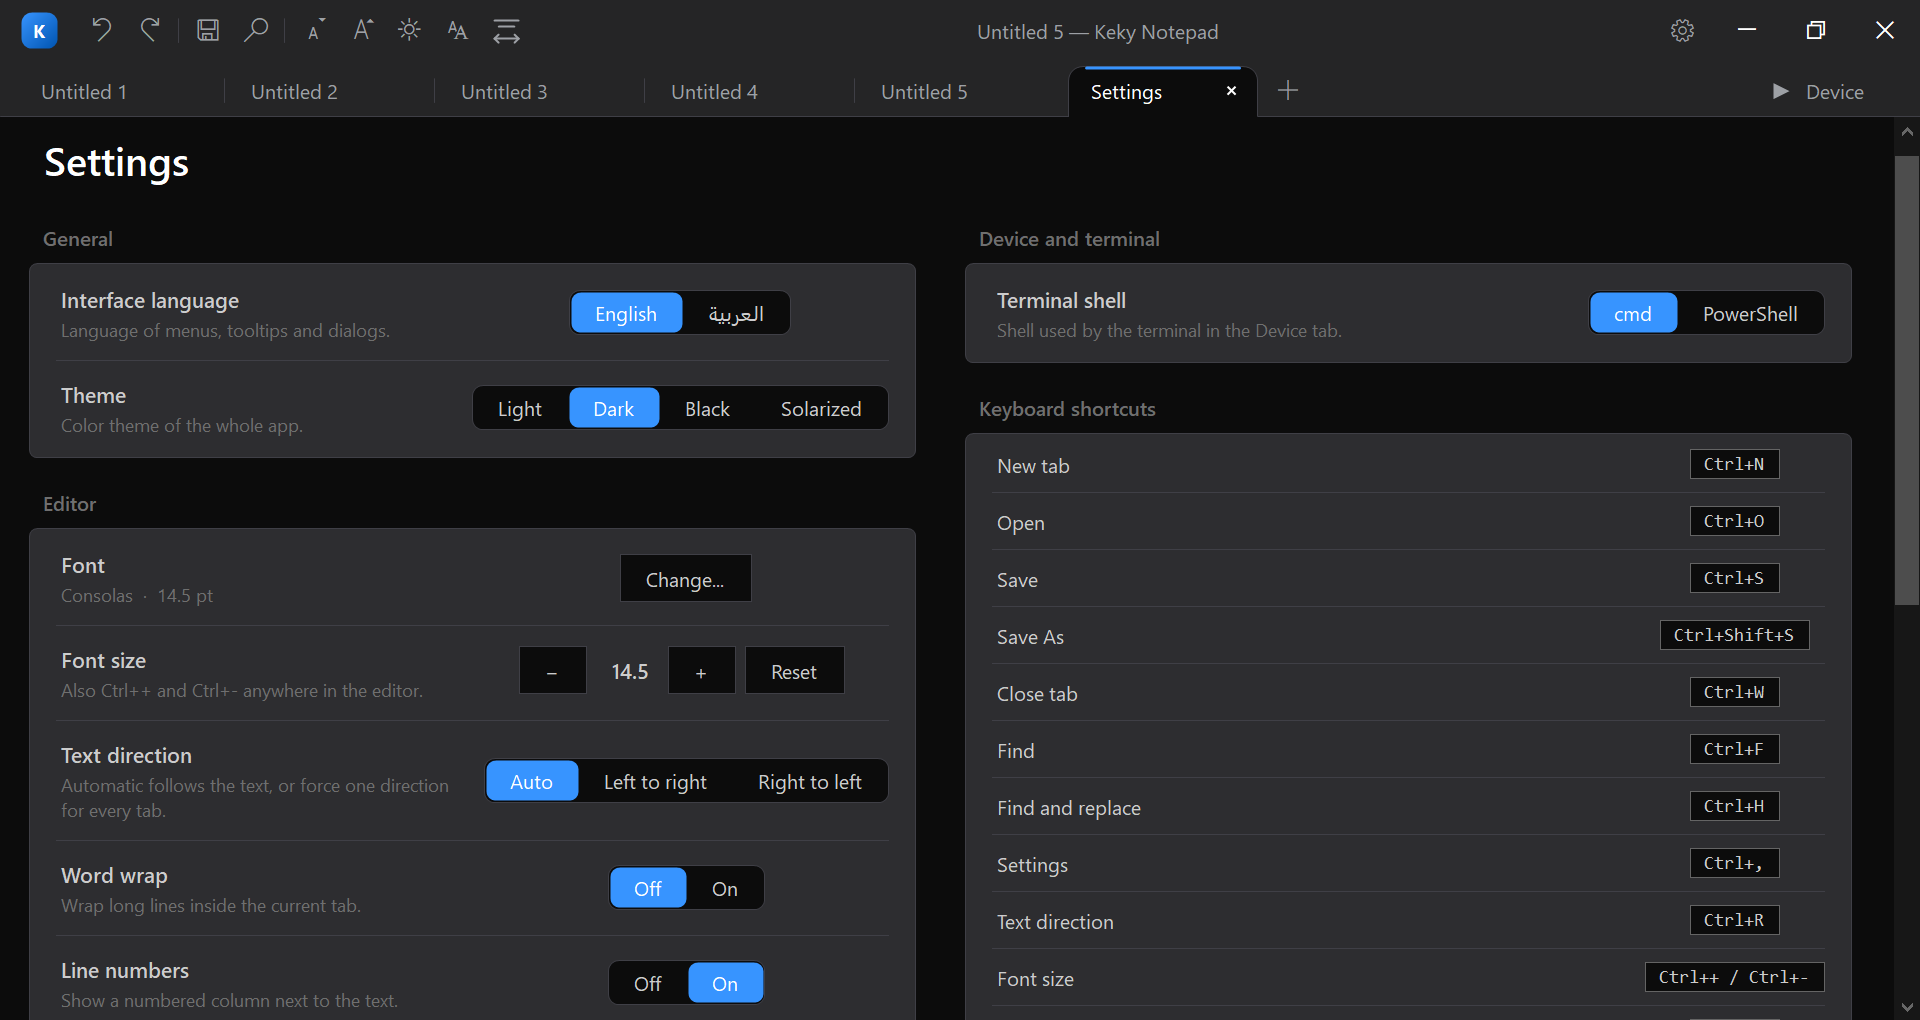 K
Untitled 5 — Keky Notepad
Untitled 1
Untitled 2
Untitled 3
Untitled 4
Untitled 5
Settings
Device
Settings
General
Interface language
Language of menus, tooltips and dialogs.
English
العربية
Theme
Color theme of the whole app.
Light
Dark
Black
Solarized
Editor
Font
Consolas · 14.5 pt
Change...
Font size
Also Ctrl++ and Ctrl+- anywhere in the editor.
–
14.5
+
Reset
Text direction
Automatic follows the text, or force one direction
for every tab.
Auto
Left to right
Right to left
Word wrap
Wrap long lines inside the current tab.
Off
On
Line numbers
Show a numbered column next to the text.
Off
On
Device and terminal
Terminal shell
Shell used by the terminal in the Device tab.
cmd
PowerShell
Keyboard shortcuts
New tab
Ctrl+N
Open
Ctrl+O
Save
Ctrl+S
Save As
Ctrl+Shift+S
Close tab
Ctrl+W
Find
Ctrl+F
Find and replace
Ctrl+H
Settings
Ctrl+,
Text direction
Ctrl+R
Font size
Ctrl++ / Ctrl+-